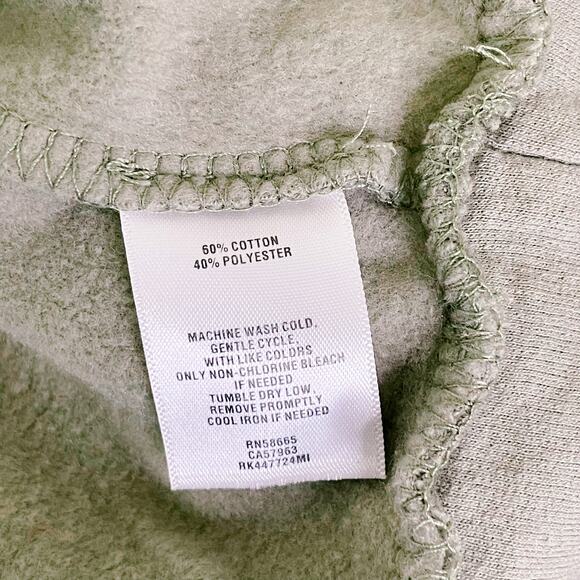 60% COTTON
40% POLYESTER
MACHINE WASH COLD,
GENTLE CYCLE,
WITH LIKE COLORS
ONLY NON-CHLORINE BLEACH
IF NEEDED
TUMBLE DRY LOW,
REMOVE PROMPTLY
COOL IRON IF NEEDED
RN58665
CA57963
RK447724MI